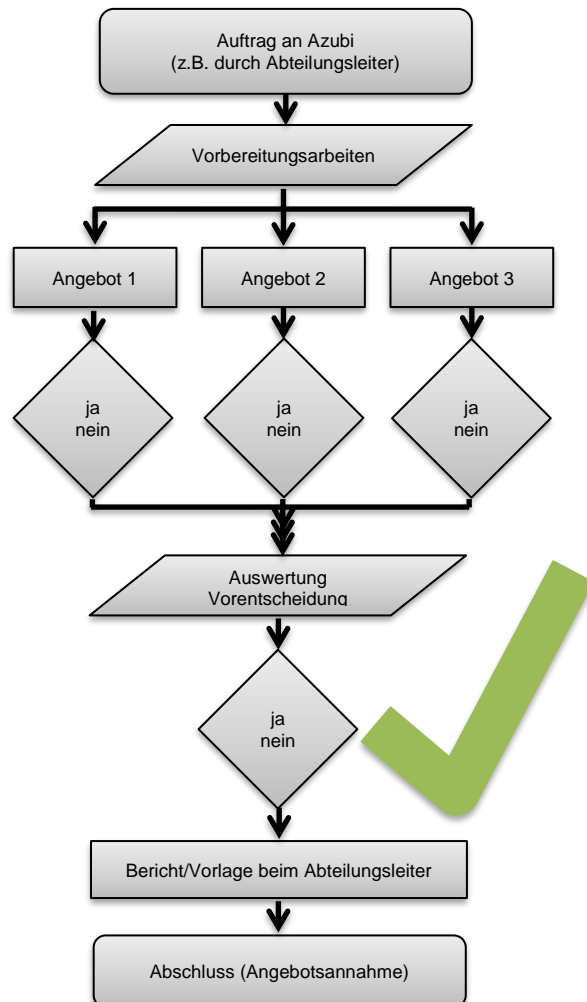 Auftrag an Azubi
(z.B. durch Abteilungsleiter)
Vorbereitungsarbeiten
Angebot 1
Angebot 2
Angebot 3
ja
nein
ja
nein
ja
nein
Auswertung
Vorentscheidung
ja
nein
Bericht/Vorlage beim Abteilungsleiter
Abschluss (Angebotsannahme)